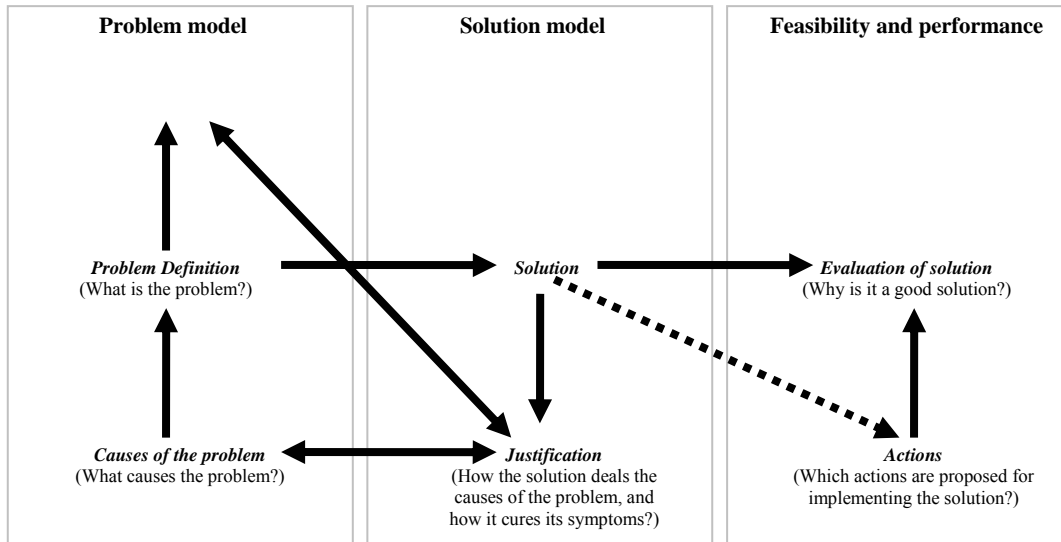 Problem model
Solution model
Feasibility and performance
Problem Definition
(What is the problem?)
Solution
Evaluation of solution
(Why is it a good solution?)
Causes of the problem
(What causes the problem?)
Justification
(How the solution deals the
causes of the problem, and
how it cures its symptoms?)
Actions
(Which actions are proposed for
implementing the solution?)